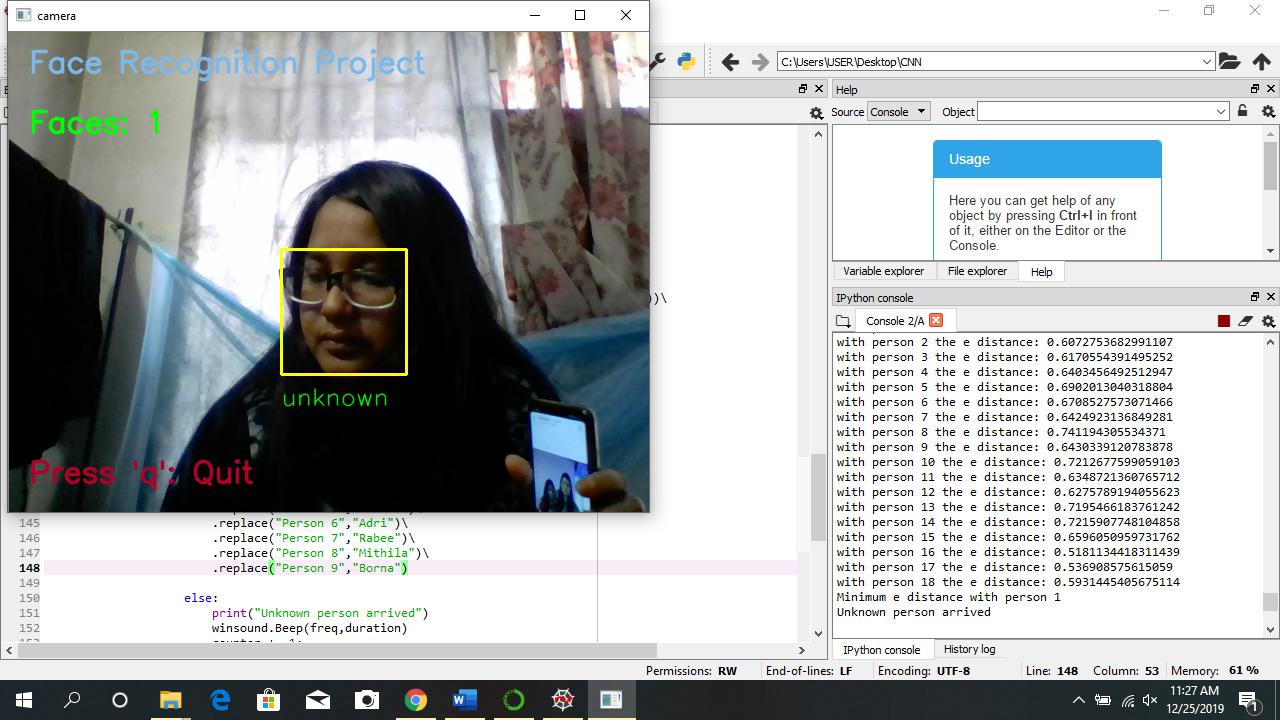 camera
Face Recognition Project
Faces: 1
unknown
Press 'q': Quit
C:\Users\USER\Desktop\CNN
Help
Source Console Object
Usage
Here you can get help of any
object by pressing Ctrl+I in front
of it, either on the Editor or the
Console.
Variable explorer File explorer Help
))\
145 .replace("Person 6","Adri")\
146 .replace("Person 7","Rabee")\
147 .replace("Person 8","Mithila")\
148 .replace("Person 9","Borna")
149
150 else:
151 print("Unknown person arrived")
152 winsound.Beep(freq,duration)
IPython console
Console 2/A
with person 2 the e distance: 0.6072753682991107
with person 3 the e distance: 0.6170554391495252
with person 4 the e distance: 0.6403456492512947
with person 5 the e distance: 0.6902013040318804
with person 6 the e distance: 0.6708527573071466
with person 7 the e distance: 0.6424923136849281
with person 8 the e distance: 0.741194305534371
with person 9 the e distance: 0.6430339120783878
with person 10 the e distance: 0.7212677599059103
with person 11 the e distance: 0.6348721360765712
with person 12 the e distance: 0.6275789194055623
with person 13 the e distance: 0.7195466183761242
with person 14 the e distance: 0.7215907748104858
with person 15 the e distance: 0.6596050959731762
with person 16 the e distance: 0.5181134418311439
with person 17 the e distance: 0.536908575615059
with person 18 the e distance: 0.5931445405675114
Minimum e distance with person 1
Unknown person arrived
IPython console History log
Permissions: RW End-of-lines: LF Encoding: UTF-8 Line: 148 Column: 53 Memory: 61 %
11:27 AM
12/25/2019
1